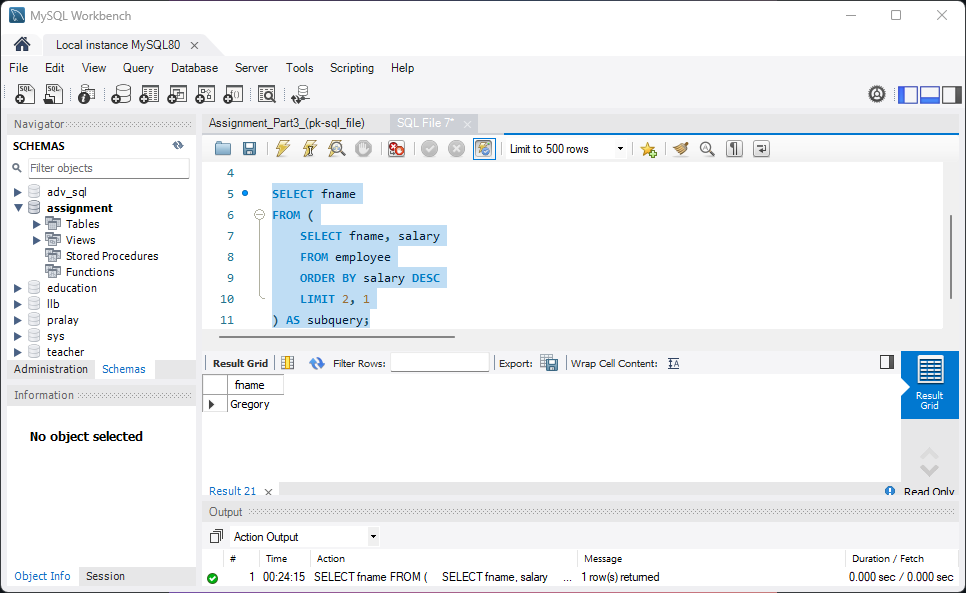 MySQL Workbench
Local instance MySQL80
File Edit View Query Database Server Tools Scripting Help
Navigator
SCHEMAS
Filter objects
adv_sql
assignment
Tables
Views
Stored Procedures
Functions
education
llb
pralay
sys
teacher
Administration Schemas
Information
No object selected
Object Info Session
Assignment_Part3_(pk-sql_file) SQL File 7*
Limit to 500 rows
4
5 SELECT fname
6 FROM (
7 SELECT fname, salary
8 FROM employee
9 ORDER BY salary DESC
10 LIMIT 2, 1
11 ) AS subquery;
Result Grid Filter Rows: Export: Wrap Cell Content:
fname
Gregory
Result Grid
Result 21
Read Only
Output
Action Output
# Time Action Message Duration / Fetch
1 00:24:15 SELECT fname FROM ( SELECT fname, salary ... 1 row(s) returned 0.000 sec / 0.000 sec